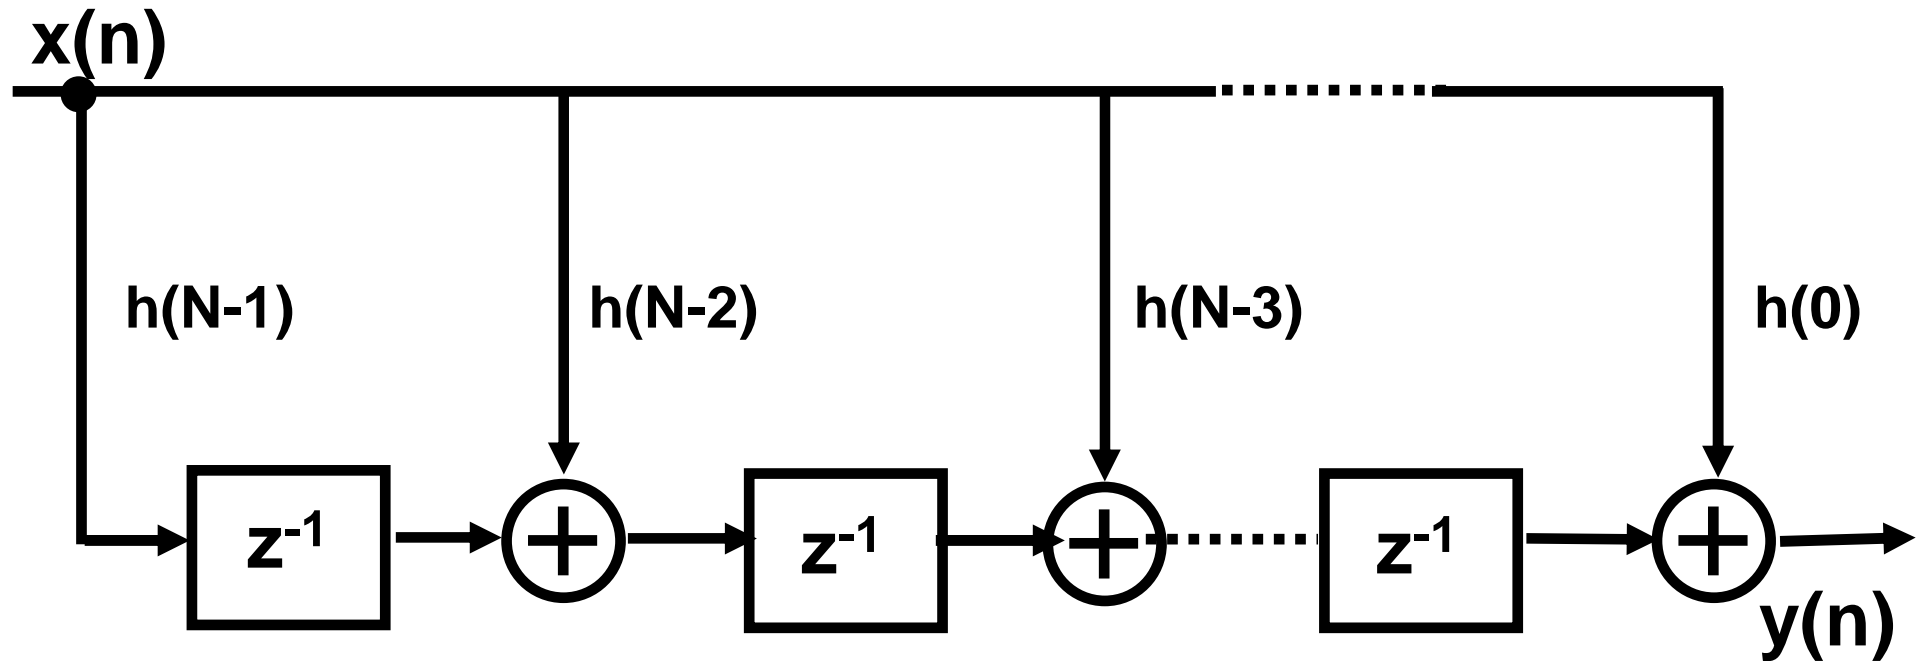 x(n)
h(N-1) h(N-2) h(N-3) h(0)
z-1 + z-1 + z-1 +
y(n)